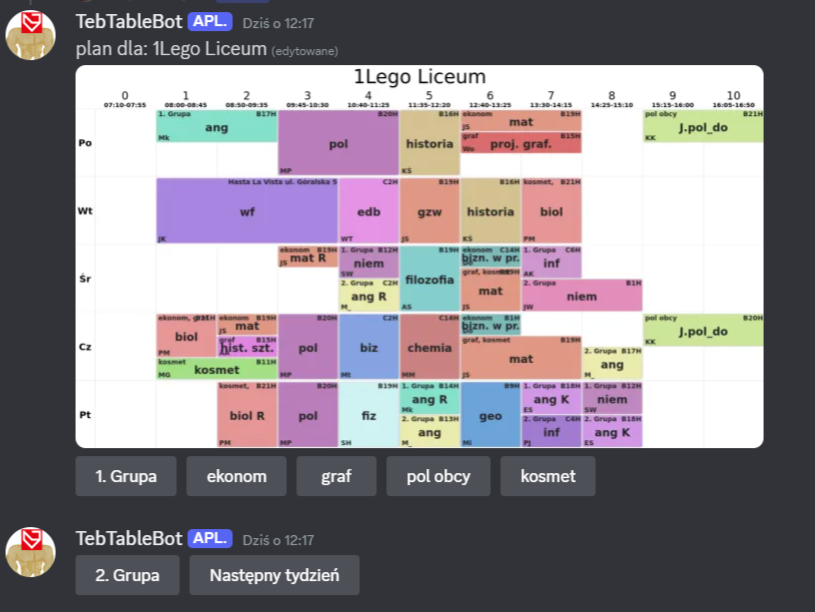 TebTableBot APL. Dziś o 12:17
plan dla: 1Lego Liceum (edytowane)
1Lego Liceum
0 1 2 3 4 5 6 7 8 9 10
07:10-07:55 08:00-08:45 08:50-09:35 09:45-10:30 10:40-11:25 11:35-12:20 12:40-13:25 13:30-14:15 14:25-15:10 15:15-16:00 16:05-16:50
Po
1. Grupa B17H
ang
Mk
B20H
pol
MP
B16H
historia
KŚ
ekonom B19H
mat
JS
graf B15H
proj. graf.
Wo
pol obcy B21H
J.pol_do
KK
Wt
Hasta La Vista ul. Góralska 5
wf
JK
C2H
edb
WT
B19H
gzw
JS
B16H
historia
KŚ
kosmet, B21H
biol
PM
Śr
ekonom B19H
mat R
JS
1. Grupa B12H
niem
SW
2. Grupa C2H
ang R
M_
B19H
filozofia
AS
ekonom C14H
bizn. w pr.
graf, kosmet
mat
JS
1. Grupa C6H
inf
AK
2. Grupa B1H
niem
JW
Cz
ekonom, graf
biol
PM
ekonom B19H
mat
JS
graf B15H
hist. szt.
kosmet B11H
kosmet
MG
B20H
pol
MP
C2H
biz
Mt
C14H
chemia
MM
ekonom B1H
bizn. w pr.
graf, kosmet B19H
mat
JS
2. Grupa B17H
ang
M_
pol obcy B20H
J.pol_do
KK
Pt
kosmet, B21H
biol R
PM
B20H
pol
MP
B19H
fiz
SH
1. Grupa B14H
ang R
Mk
2. Grupa B13H
ang
M_
B9H
geo
MI
1. Grupa B18H
ang K
ES
2. Grupa C4H
inf
PJ
1. Grupa B12H
niem
SW
2. Grupa B18H
ang K
ES
1. Grupa ekonom graf pol obcy kosmet
TebTableBot APL. Dziś o 12:17
2. Grupa Następny tydzień